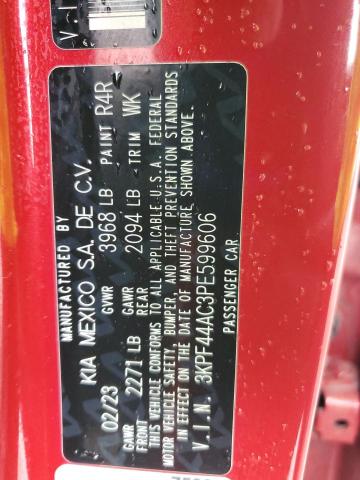 MANUFACTURED BY
KIA MEXICO S.A. DE C.V.
02/23 GVWR 3968 LB PAINT R4R
GAWR FRONT 2271 LB GAWR REAR 2094 LB TRIM WK
THIS VEHICLE CONFORMS TO ALL APPLICABLE U.S.A. FEDERAL
MOTOR VEHICLE SAFETY, BUMPER, AND THEFT PREVENTION STANDARDS
IN EFFECT ON THE DATE OF MANUFACTURE SHOWN ABOVE.
V.I.N. 3KPF44AC3PE599606
PASSENGER CAR